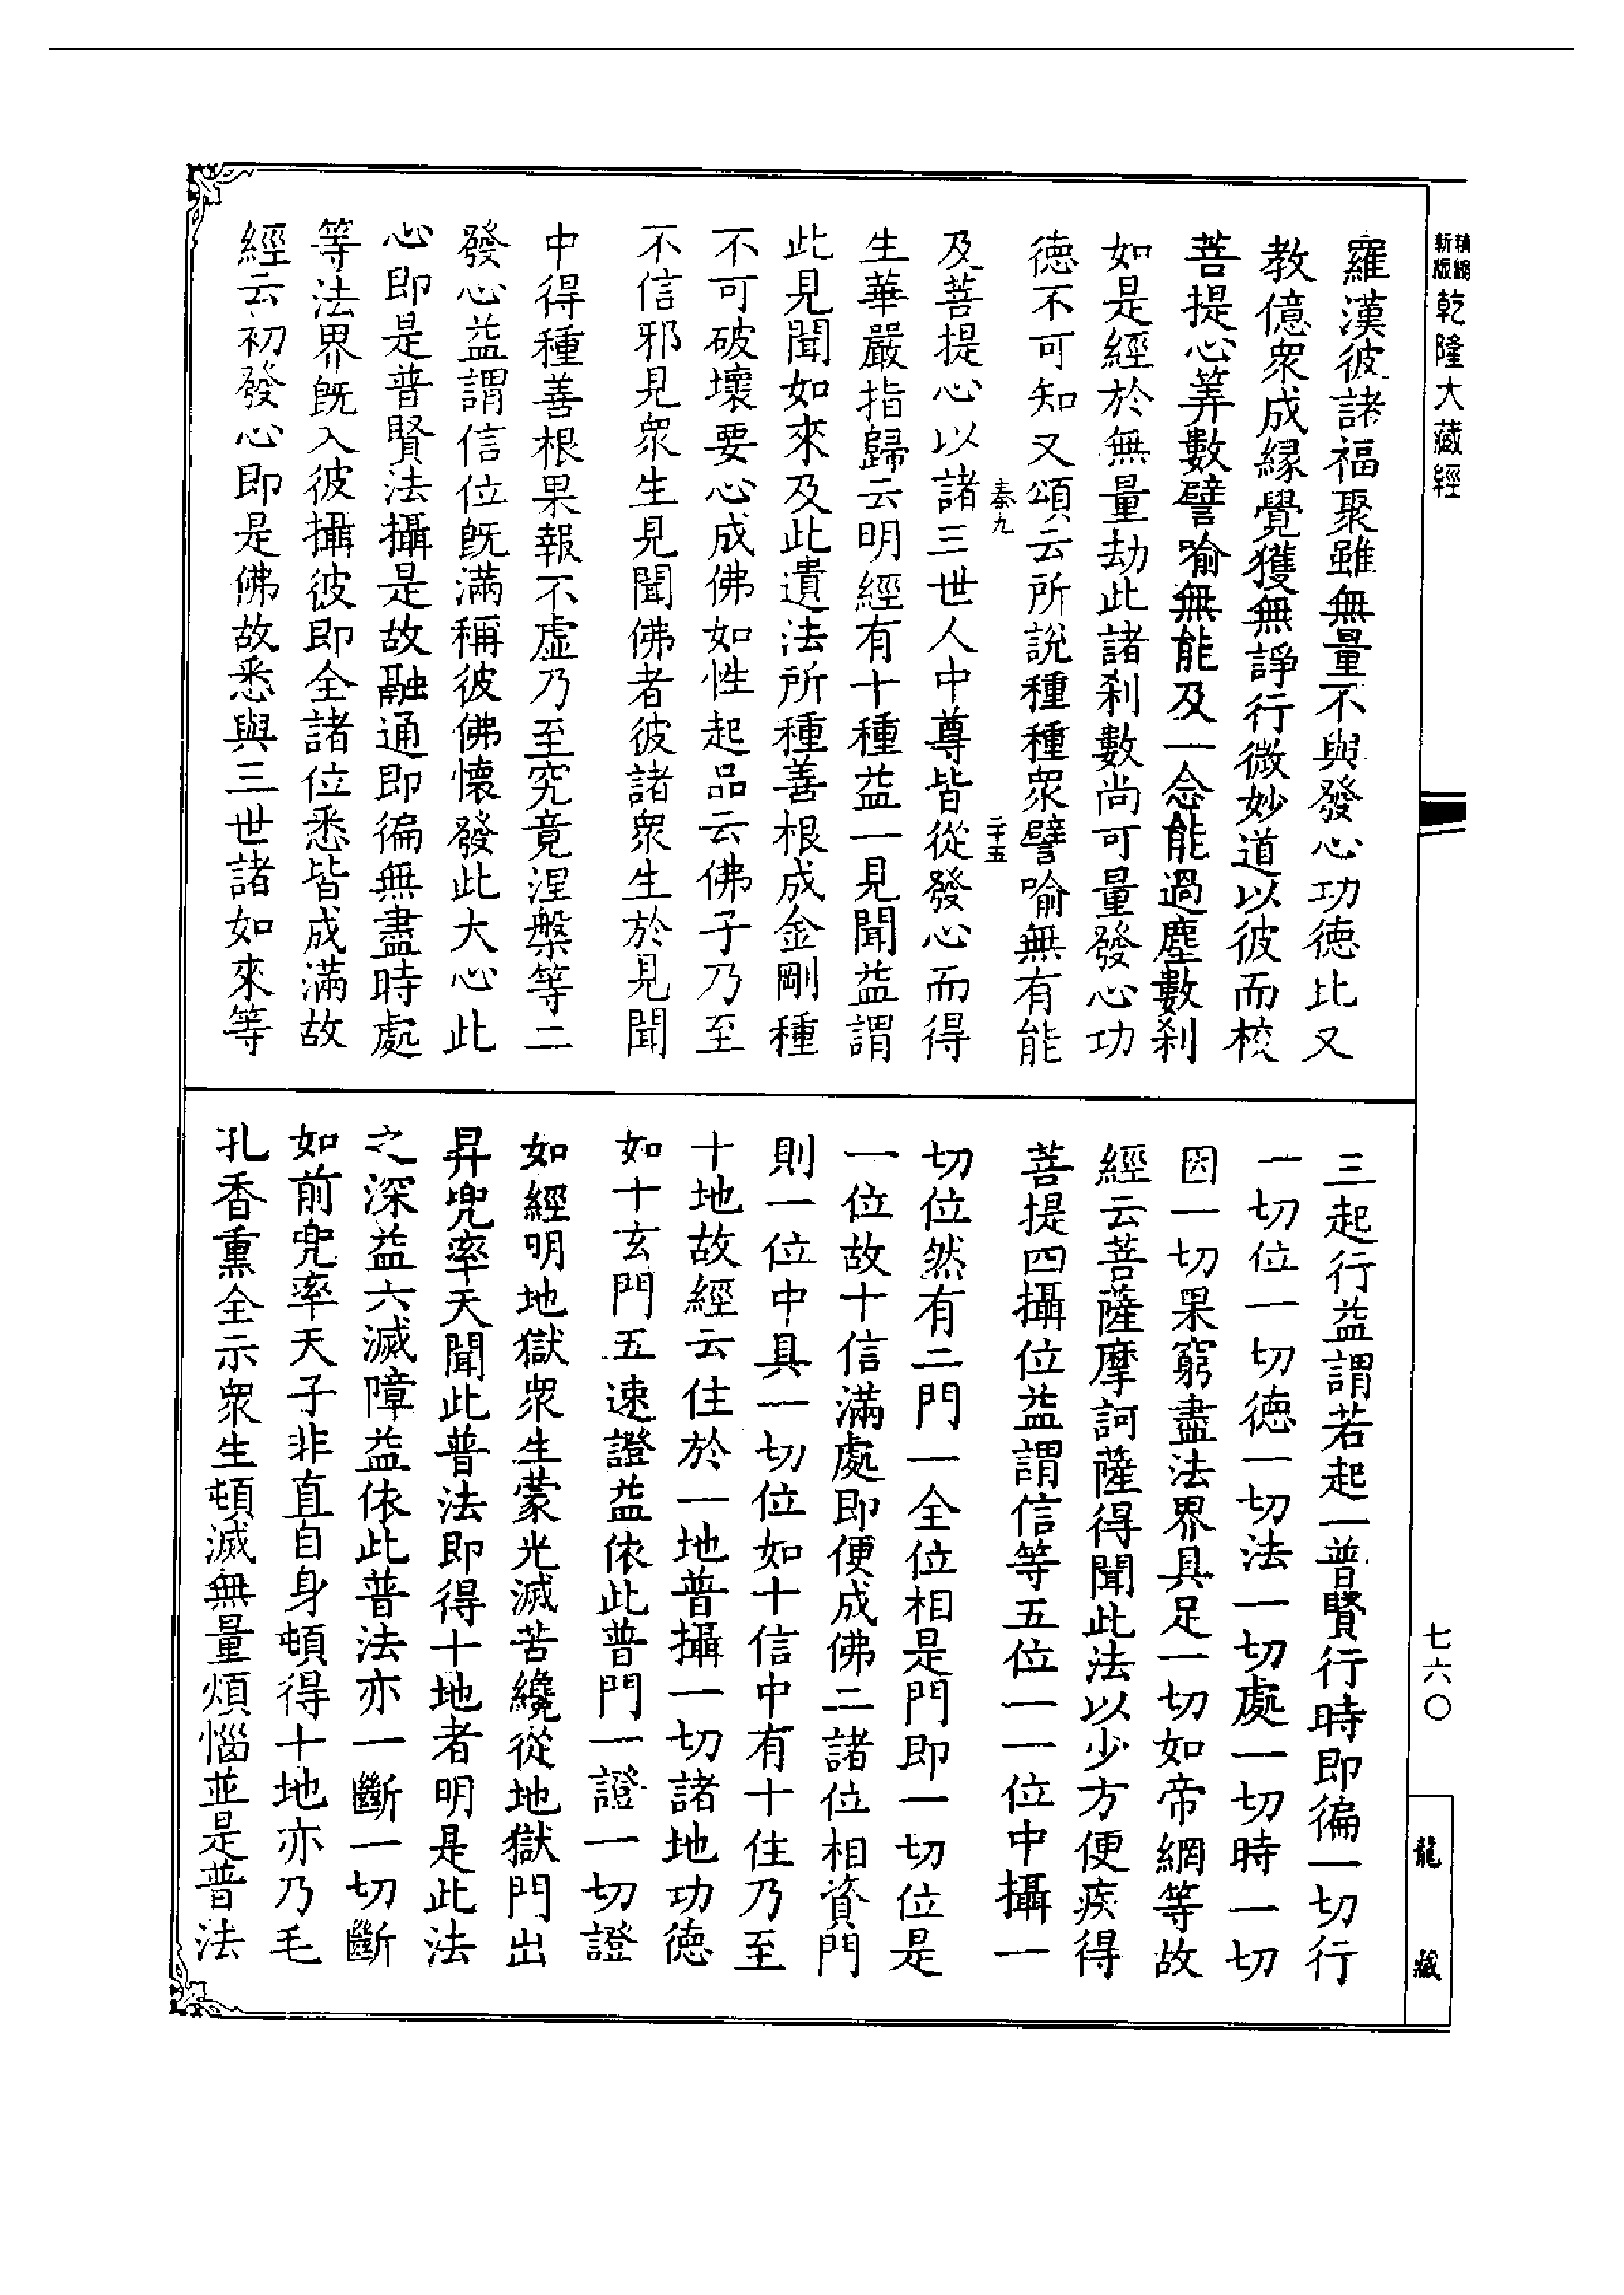 新版精縮乾隆大藏經
羅漢彼諸福聚雖無量不與發心功德比又
教億衆成緣覺獲無諍行微妙道以彼而校
菩提心筭數譬喻無能及一念能過塵數剎
如是經於無量劫此諸剎數尚可量發心功
德不可知又頌云所說種種衆譬喻無有能
秦九
二十五
及菩提心以諸三世人中尊皆從發心而得
生華嚴指歸云明經有十種益一見聞益謂
此見聞如來及此遺法所種善根成金剛種
不可破壞要心成佛如性起品云佛子乃至
不信邪見衆生見聞佛者彼諸衆生於見聞
中得種善根果報不虛乃至究竟涅槃等二
發心益謂信位既滿稱彼佛懷發此大心此
心即是普賢法攝是故融通即徧無盡時處
等法界既入彼攝彼即全諸位悉皆成滿故
經云初發心即是佛故悉與三世諸如來等
三起行益謂若起一普賢行時即徧一切行
一切位一切德一切法一切處一切時一切
因一切果窮盡法界具足一切如帝網等故
經云菩薩摩訶薩得聞此法以少方便疾得
菩提四攝位益謂信等五位一一位中攝一
切位然有二門一全位相是門即一切位是
一位故十信滿處即便成佛二諸位相資門
則一位中具一切位如十信中有十住乃至
十地故經云住於一地普攝一切諸地功德
如十玄門五速證益依此普門一證一切證
如經明地獄衆生蒙光滅苦纔從地獄門出
昇兜率天聞此普法即得十地者明是此法
之深益六滅障益依此普法亦一斷一切斷
如前兜率天子非直自身頓得十地亦乃毛
孔香熏全示衆生頓滅無量煩惱並是普法
七六〇
龍藏